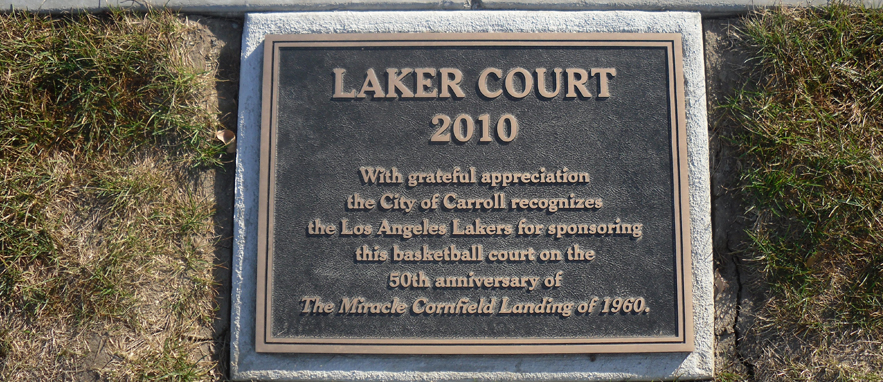 LAKER COURT
2010
With grateful appreciation
the City of Carroll recognizes
the Los Angeles Lakers for sponsoring
this basketball court on the
50th anniversary of
The Miracle Cornfield Landing of 1960.